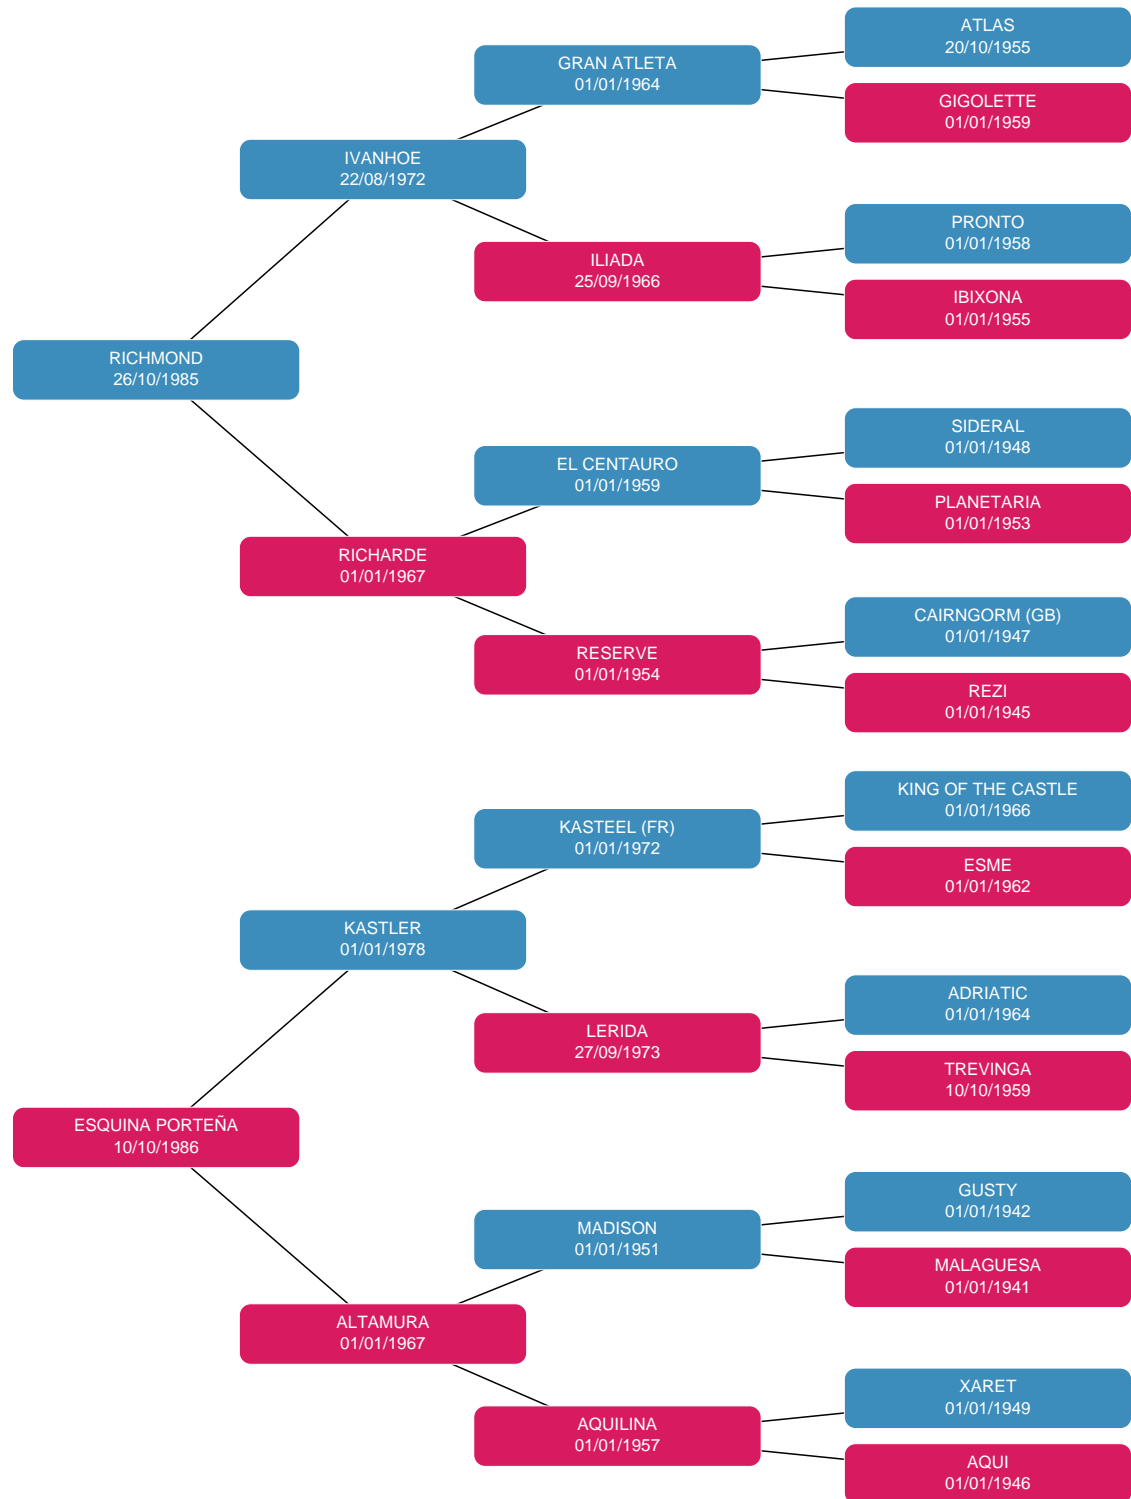 ATLAS
20/10/1955
GRAN ATLETA
01/01/1964
GIGOLETTE
01/01/1959
IVANHOE
22/08/1972
PRONTO
01/01/1958
ILIADA
25/09/1966
IBIXONA
01/01/1955
RICHMOND
26/10/1985
SIDERAL
01/01/1948
EL CENTAURO
01/01/1959
PLANETARIA
01/01/1953
RICHARDE
01/01/1967
CAIRNGORM (GB)
01/01/1947
RESERVE
01/01/1954
REZI
01/01/1945
KING OF THE CASTLE
01/01/1966
KASTEEL (FR)
01/01/1972
ESME
01/01/1962
KASTLER
01/01/1978
ADRIATIC
01/01/1964
LERIDA
27/09/1973
TREVINGA
10/10/1959
ESQUINA PORTEÑA
10/10/1986
GUSTY
01/01/1942
MADISON
01/01/1951
MALAGUESA
01/01/1941
ALTAMURA
01/01/1967
XARET
01/01/1949
AQUILINA
01/01/1957
AQUI
01/01/1946